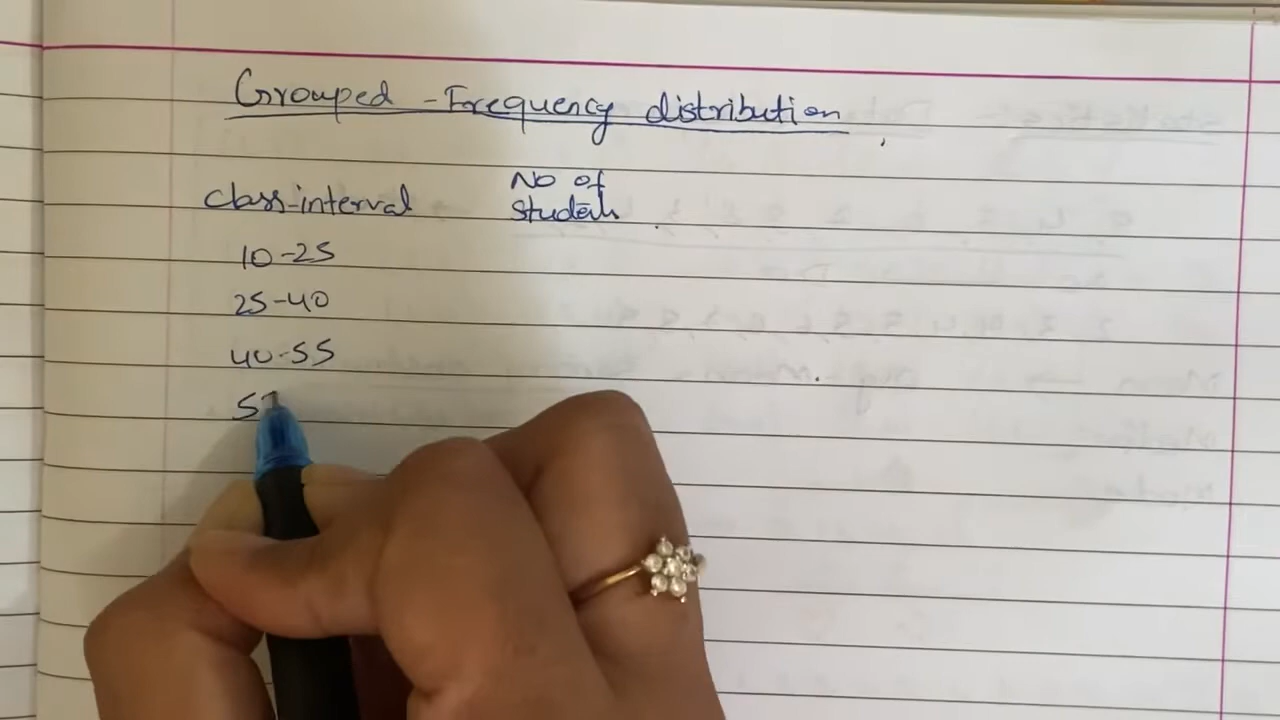 Grouped - Frequency distribution
class-interval
No of
Students
10-25
25-40
40-55